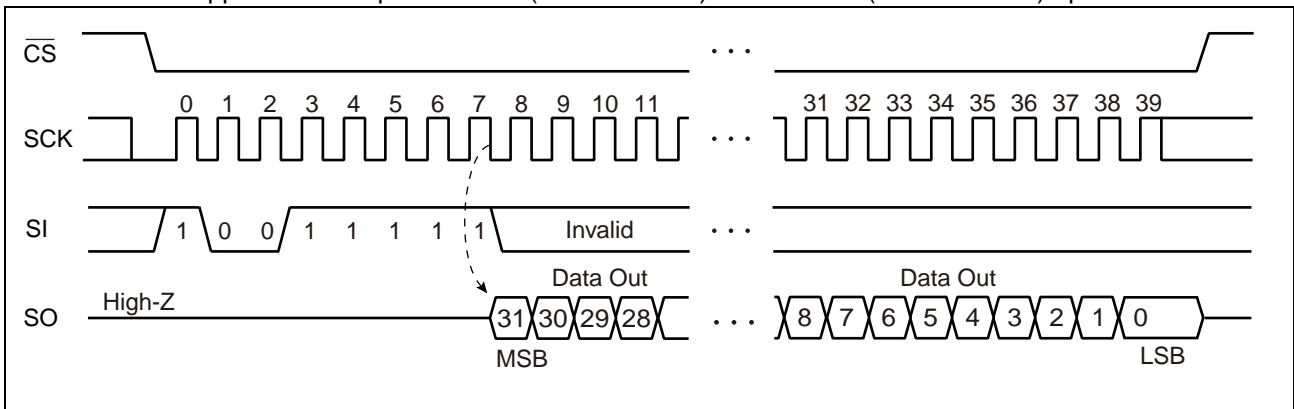 CS
· · ·
0 1 2 3 4 5 6 7 8 9 10 11 31 32 33 34 35 36 37 38 39
SCK
· · ·
SI 1 0 0 1 1 1 1 1 Invalid · · ·
Data Out Data Out
High-Z
SO 31 30 29 28 · · · 8 7 6 5 4 3 2 1 0
MSB LSB